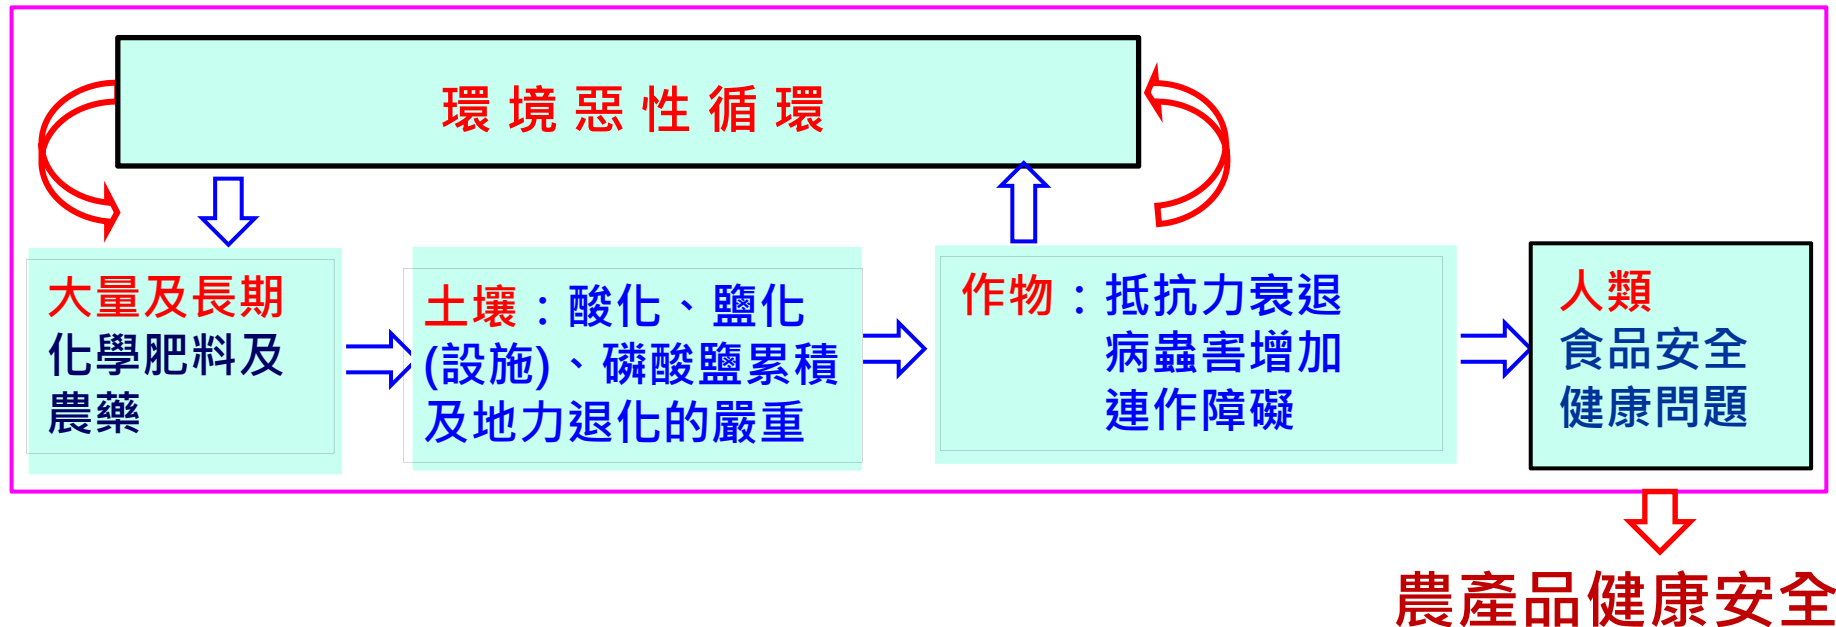 環境惡性循環
大量及長期
化學肥料及
農藥
土壤：酸化、鹽化
(設施)、磷酸鹽累積
及地力退化的嚴重
作物：抵抗力衰退
病蟲害增加
連作障礙
人類
食品安全
健康問題
農產品健康安全